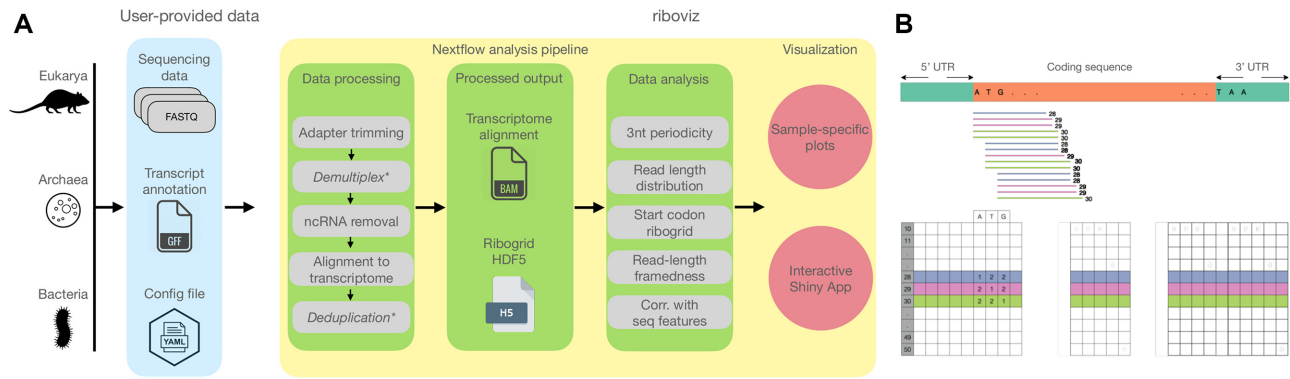 A
User-provided data
riboviz
B
Eukarya
Archaea
Bacteria
Sequencing
data
FASTQ
Transcript
annotation
GFF
Config file
YAML
Nextflow analysis pipeline
Visualization
Data processing
Adapter trimming
Demultiplex*
ncRNA removal
Alignment to
transcriptome
Deduplication*
Processed output
Transcriptome
alignment
BAM
Ribogrid
HDF5
H5
Data analysis
3nt periodicity
Read length
distribution
Start codon
ribogrid
Read-length
framedness
Corr. with
seq features
Sample-specific
plots
Interactive
Shiny App
5' UTR
Coding sequence
3' UTR
A T G . . .
. . . T A A
28
29
29
30
30
28
28
29
30
30
28
28
29
29
30
A T G
10
11
.
.
28 1 2 2
29 2 1 2
30 2 2 1
.
.
49
50